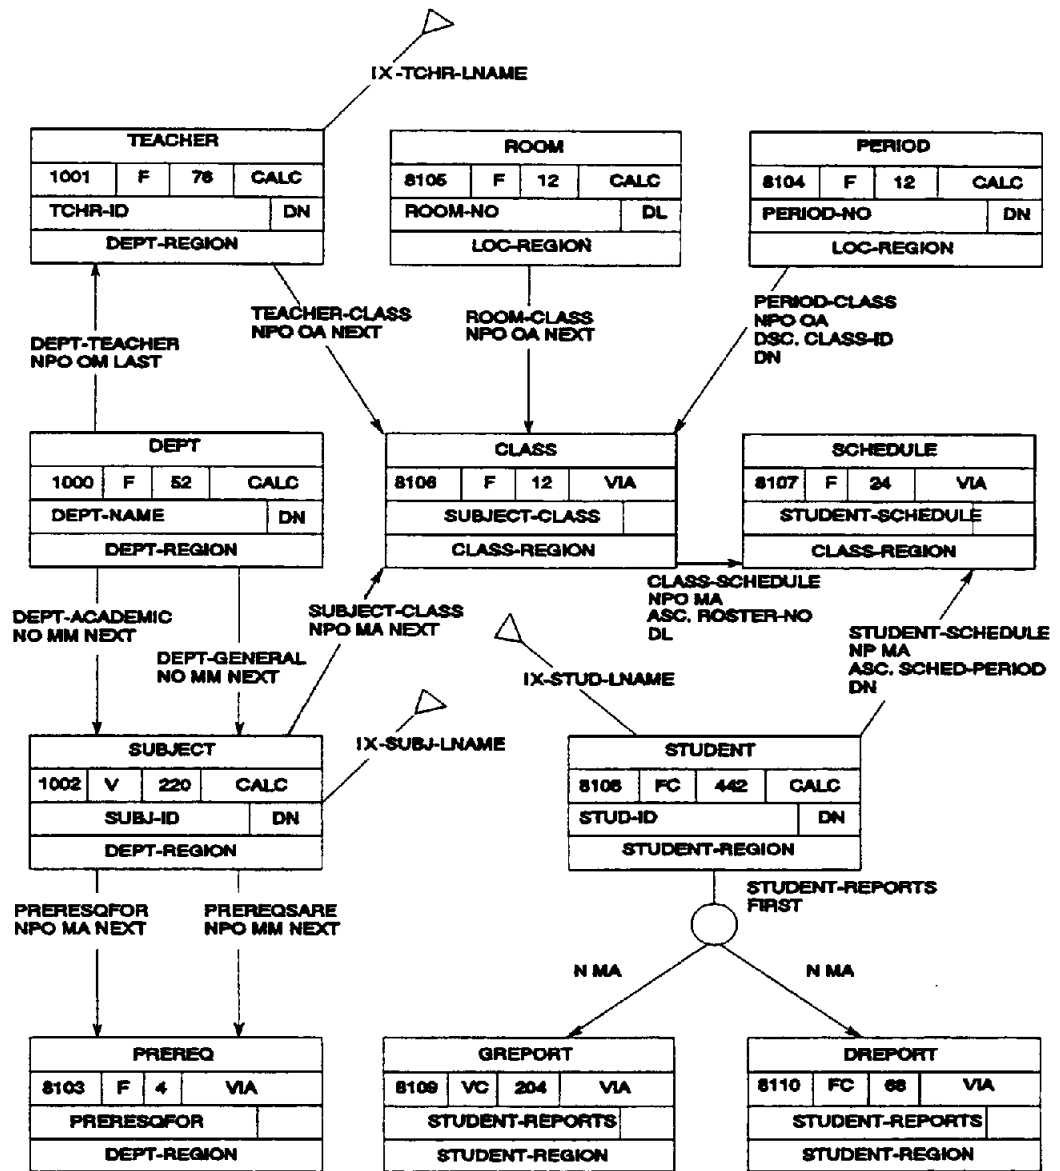 IX-TCHR-LNAME
TEACHER
1001 F 76 CALC
TCHR-ID DN
DEPT-REGION
ROOM
8105 F 12 CALC
ROOM-NO DL
LOC-REGION
PERIOD
8104 F 12 CALC
PERIOD-NO DN
LOC-REGION
DEPT-TEACHER
NPO OM LAST
TEACHER-CLASS
NPO OA NEXT
ROOM-CLASS
NPO OA NEXT
PERIOD-CLASS
NPO OA
DSC. CLASS-ID
DN
DEPT
1000 F 52 CALC
DEPT-NAME DN
DEPT-REGION
CLASS
8106 F 12 VIA
SUBJECT-CLASS
CLASS-REGION
SCHEDULE
8107 F 24 VIA
STUDENT-SCHEDULE
CLASS-REGION
DEPT-ACADEMIC
NO MM NEXT
DEPT-GENERAL
NO MM NEXT
SUBJECT-CLASS
NPO MA NEXT
CLASS-SCHEDULE
NPO MA
ASC. ROSTER-NO
DL
STUDENT-SCHEDULE
NP MA
ASC. SCHED-PERIOD
DN
IX-STUD-LNAME
IX-SUBJ-LNAME
SUBJECT
1002 V 220 CALC
SUBJ-ID DN
DEPT-REGION
STUDENT
8108 FC 442 CALC
STUD-ID DN
STUDENT-REGION
PRERESQFOR
NPO MA NEXT
PREREQSARE
NPO MM NEXT
STUDENT-REPORTS
FIRST
N MA
N MA
PREREQ
8103 F 4 VIA
PRERESQFOR
DEPT-REGION
GREPORT
8109 VC 204 VIA
STUDENT-REPORTS
STUDENT-REGION
DREPORT
8110 FC 68 VIA
STUDENT-REPORTS
STUDENT-REGION